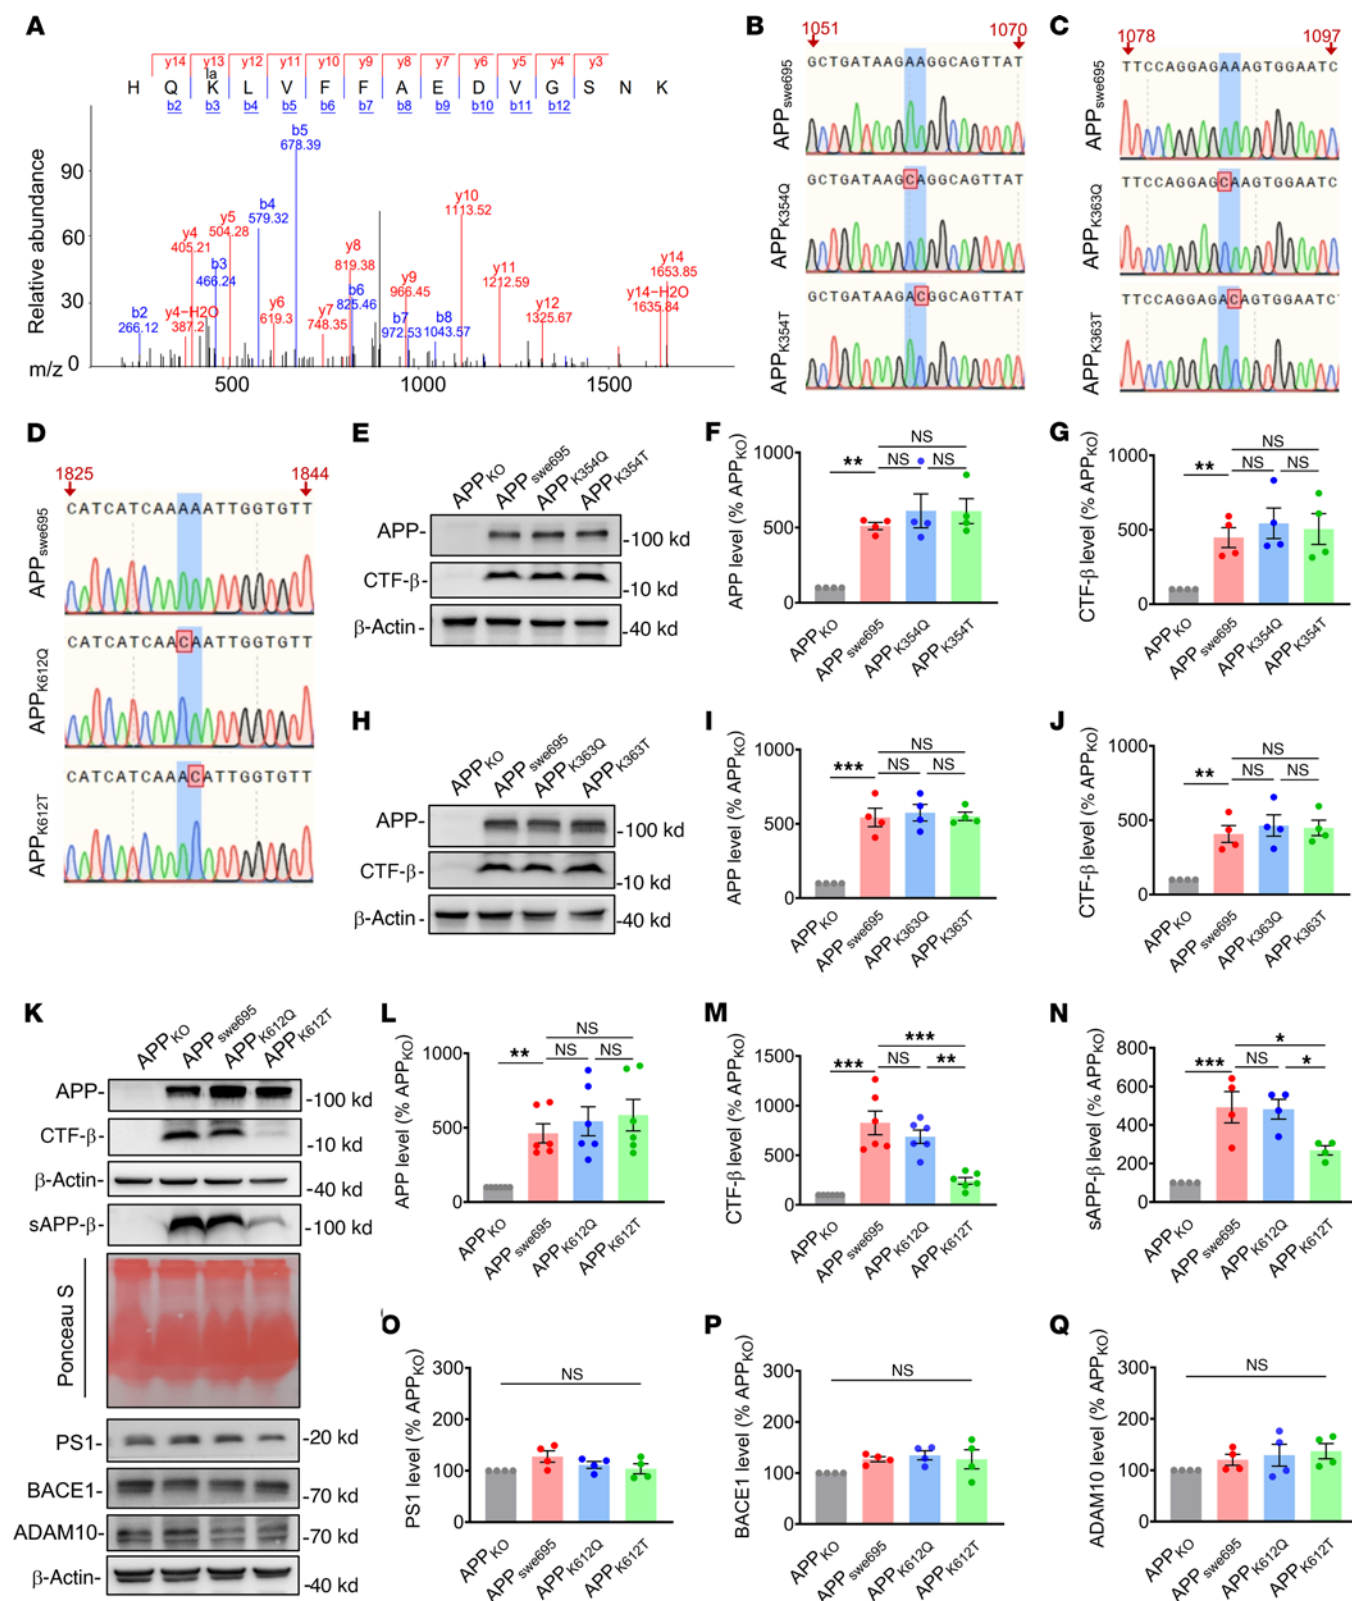 A
y14 y13 y12 y11 y10 y9 y8 y7 y6 y5 y4 y3
la
H Q K L V F F A E D V G S N K
b2 b3 b4 b5 b6 b7 b8 b9 b10 b11 b12
Relative abundance
90
60
30
0
m/z
500 1000 1500
b2
266.12
y4
405.21
y4-H2O
387.2
b3
466.24
y5
504.28
b4
579.32
y6
619.3
b5
678.39
y7
748.35
y8
819.38
b6
825.46
y9
966.45
b7
972.53
b8
1043.57
y10
1113.52
y11
1212.59
y12
1325.67
y14
1653.85
y14-H2O
1635.84
B
1051 1070
APPswe695
GCTGATAAGAAGGCAGTTAT
APPK354Q
GCTGATAAGCAGGCAGTTAT
APPK354T
GCTGATAAGACGGCAGTTAT
C
1078 1097
APPswe695
TTCCAGGAGAAAGTGGAATC
APPK363Q
TTCCAGGAGCAAGTGGAATC
APPK363T
TTCCAGGAGACAGTGGAATC
D
1825 1844
APPswe695
CATCATCAAAAATTGGTGTT
APPK612Q
CATCATCAACAATTGGTGTT
APPK612T
CATCATCAAACATTGGTGTT
E
APPKO APPswe695 APPK354Q APPK354T
APP- -100 kd
CTF-β- -10 kd
β-Actin- -40 kd
F
APP level (% APPKO)
1000
500
0
** NS NS NS
APPKO APPswe695 APPK354Q APPK354T
G
CTF-β level (% APPKO)
1000
500
0
** NS NS NS
APPKO APPswe695 APPK354Q APPK354T
H
APPKO APPswe695 APPK363Q APPK363T
APP- -100 kd
CTF-β- -10 kd
β-Actin- -40 kd
I
APP level (% APPKO)
1000
500
0
*** NS NS NS
APPKO APPswe695 APPK363Q APPK363T
J
CTF-β level (% APPKO)
1000
500
0
** NS NS NS
APPKO APPswe695 APPK363Q APPK363T
K
APPKO APPswe695 APPK612Q APPK612T
APP- -100 kd
CTF-β- -10 kd
β-Actin- -40 kd
sAPP-β- -100 kd
Ponceau S
PS1- -20 kd
BACE1- -70 kd
ADAM10- -70 kd
β-Actin- -40 kd
L
APP level (% APPKO)
1000
500
0
** NS NS NS
APPKO APPswe695 APPK612Q APPK612T
M
CTF-β level (% APPKO)
1500
1000
500
0
*** NS ** ***
APPKO APPswe695 APPK612Q APPK612T
N
sAPP-β level (% APPKO)
800
600
400
200
0
*** NS * *
APPKO APPswe695 APPK612Q APPK612T
O
PS1 level (% APPKO)
300
200
100
0
NS
APPKO APPswe695 APPK612Q APPK612T
P
BACE1 level (% APPKO)
300
200
100
0
NS
APPKO APPswe695 APPK612Q APPK612T
Q
ADAM10 level (% APPKO)
300
200
100
0
NS
APPKO APPswe695 APPK612Q APPK612T